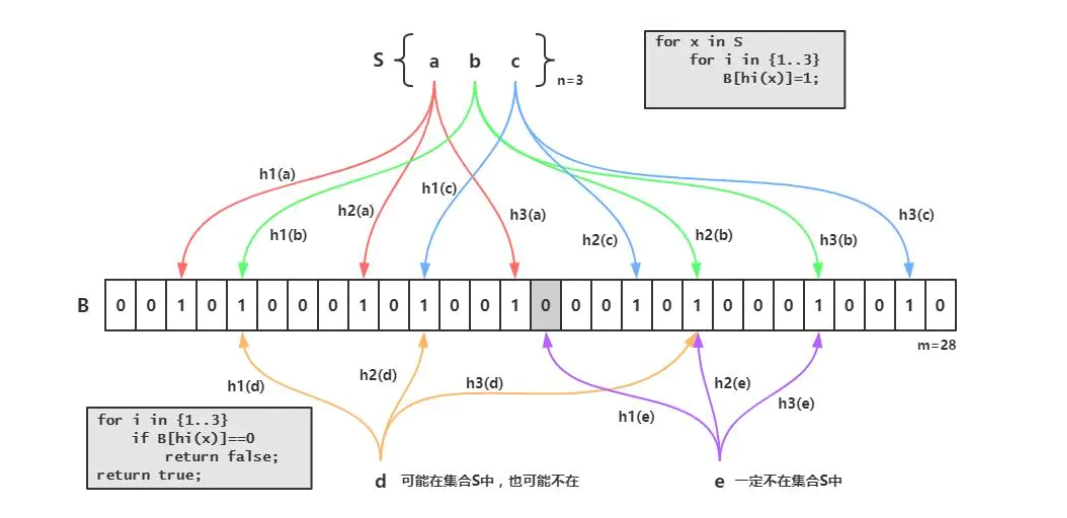 S { a b c } n=3
for x in S
for i in {1..3}
B[hi(x)]=1;
h1(a)
h2(a)
h3(a)
h1(b)
h1(c)
h2(c)
h2(b)
h3(b)
h3(c)
B 0 0 1 0 1 0 0 0 1 0 1 0 0 1 0 0 0 1 0 1 0 0 0 1 0 0 1 0
m=28
h1(d)
h2(d)
h3(d)
h1(e)
h2(e)
h3(e)
for i in {1..3}
if B[hi(x)]==0
return false;
return true;
d 可能在集合S中，也可能不在
e 一定不在集合S中